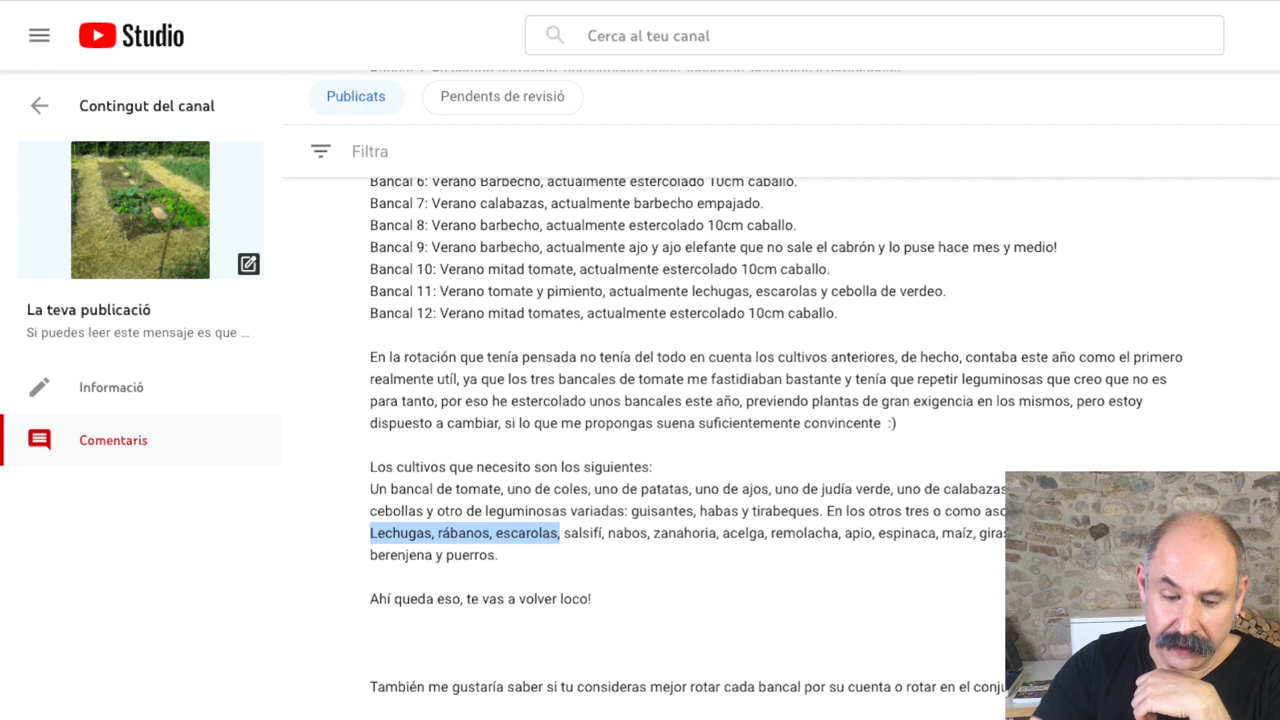 Studio
Cerca al teu canal
Contingut del canal
Publicats
Pendents de revisió
Filtra
La teva publicació
Si puedes leer este mensaje es que ...
Informació
Comentaris
Bancal 6: Verano Barbecho, actualmente estercolado 10cm caballo.
Bancal 7: Verano calabazas, actualmente barbecho empajado.
Bancal 8: Verano barbecho, actualmente estercolado 10cm caballo.
Bancal 9: Verano barbecho, actualmente ajo y ajo elefante que no sale el cabrón y lo puse hace mes y medio!
Bancal 10: Verano mitad tomate, actualmente estercolado 10cm caballo.
Bancal 11: Verano tomate y pimiento, actualmente lechugas, escarolas y cebolla de verdeo.
Bancal 12: Verano mitad tomates, actualmente estercolado 10cm caballo.
En la rotación que tenía pensada no tenía del todo en cuenta los cultivos anteriores, de hecho, contaba este año como el primero
realmente utíl, ya que los tres bancales de tomate me fastidiaban bastante y tenía que repetir leguminosas que creo que no es
para tanto, por eso he estercolado unos bancales este año, previendo plantas de gran exigencia en los mismos, pero estoy
dispuesto a cambiar, si lo que me propongas suena suficientemente convincente :)
Los cultivos que necesito son los siguientes:
Un bancal de tomate, uno de coles, uno de patatas, uno de ajos, uno de judía verde, uno de calabazas
cebollas y otro de leguminosas variadas: guisantes, habas y tirabeques. En los otros tres o como
Lechugas, rábanos, escarolas, salsifí, nabos, zanahoria, acelga, remolacha, apio, espinaca, maíz,
berenjena y puerros.
Ahí queda eso, te vas a volver loco!
También me gustaría saber si tu consideras mejor rotar cada bancal por su cuenta o rotar en el